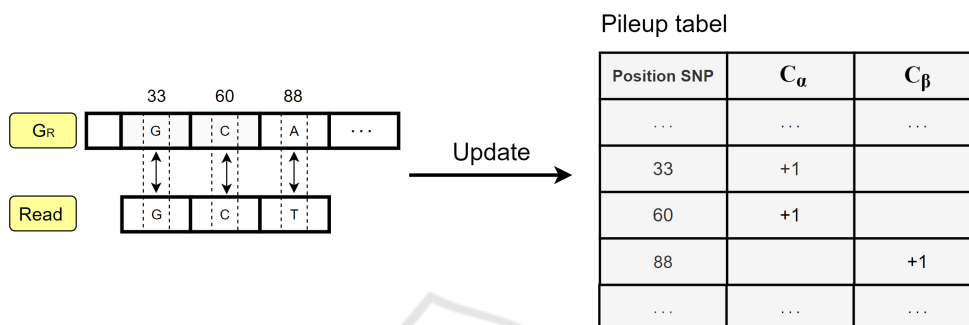 Pileup tabel
Position SNP Cα Cβ
... ... ...
33 +1
60 +1
88 +1
... ... ...
33 60 88
GR G C A ...
Update
Read G C T